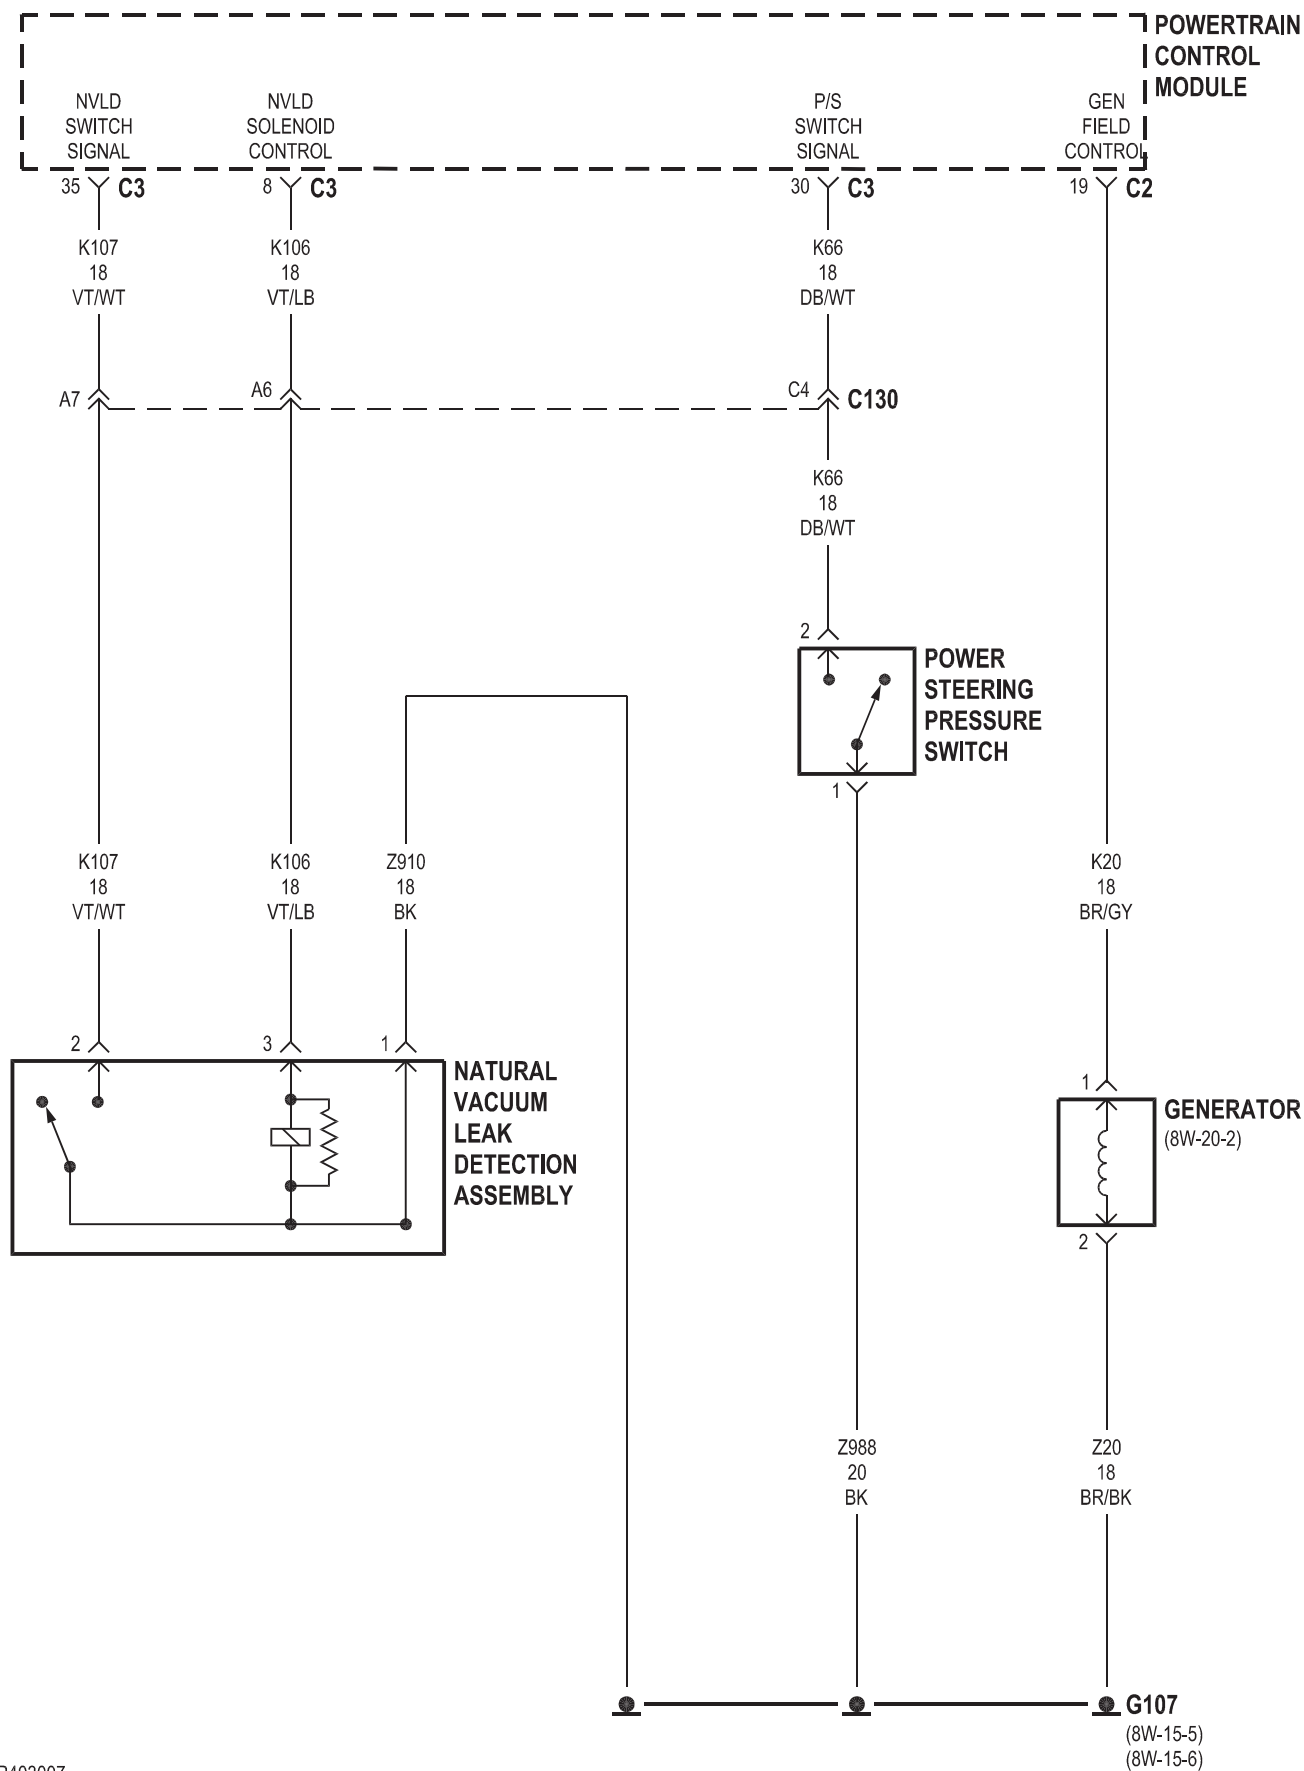 POWERTRAIN
CONTROL
MODULE
NVLD
SWITCH
SIGNAL
NVLD
SOLENOID
CONTROL
P/S
SWITCH
SIGNAL
GEN
FIELD
CONTROL
35 C3
8 C3
30 C3
19 C2
K107
18
VT/WT
K106
18
VT/LB
K66
18
DB/WT
A7
A6
C4 C130
K66
18
DB/WT
2
POWER
STEERING
PRESSURE
SWITCH
1
K107
18
VT/WT
K106
18
VT/LB
Z910
18
BK
K20
18
BR/GY
2
3
1
NATURAL
VACUUM
LEAK
DETECTION
ASSEMBLY
1
GENERATOR
(8W-20-2)
2
Z988
20
BK
Z20
18
BR/BK
G107
(8W-15-5)
(8W-15-6)